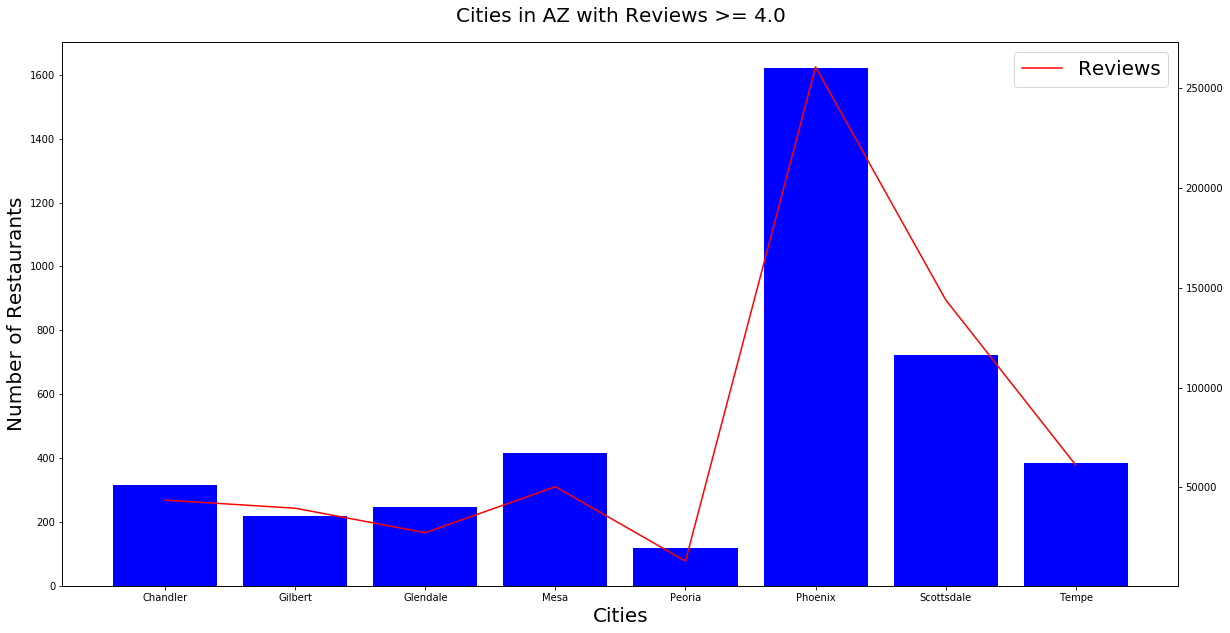 Cities in AZ with Reviews >= 4.0
Reviews
Number of Restaurants
1600
1400
1200
1000
800
600
400
200
0
250000
200000
150000
100000
50000
Chandler Gilbert Glendale Mesa Peoria Phoenix Scottsdale Tempe
Cities